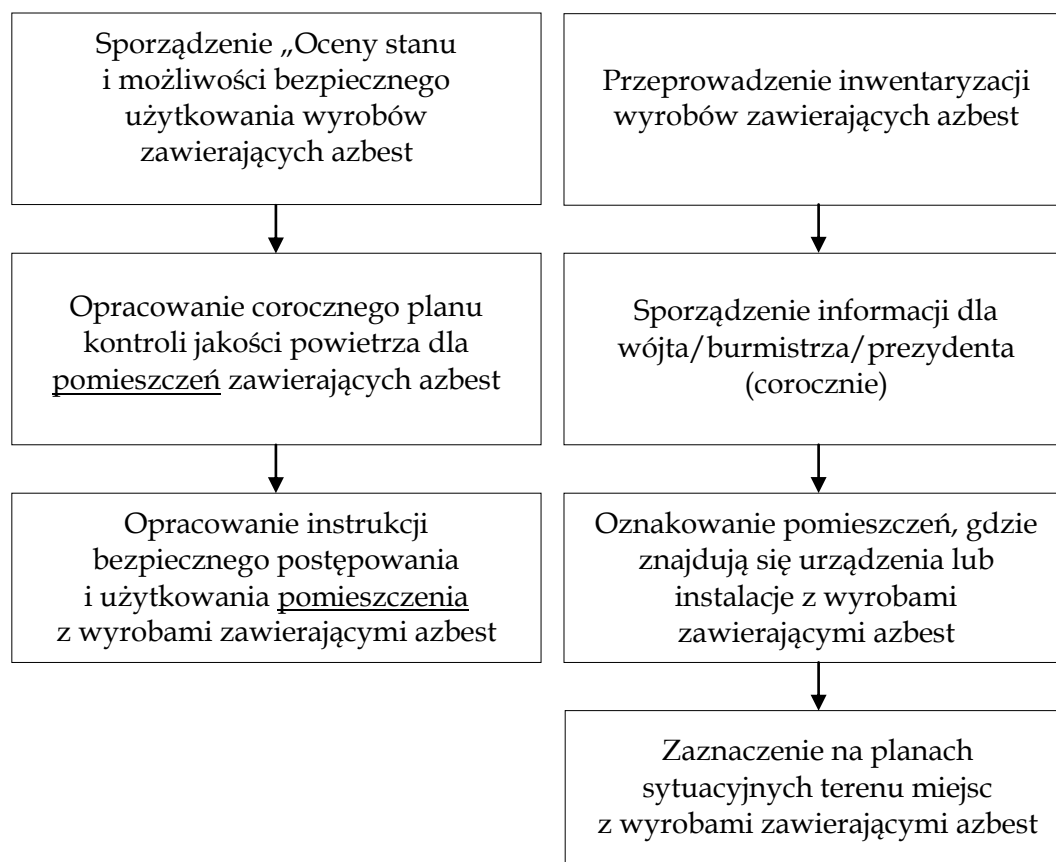 Sporządzenie „Oceny stanu
i możliwości bezpiecznego
użytkowania wyrobów
zawierających azbest
Opracowanie corocznego planu
kontroli jakości powietrza dla
pomieszczeń zawierających azbest
Opracowanie instrukcji
bezpiecznego postępowania
i użytkowania pomieszczenia
z wyrobami zawierającymi azbest
Przeprowadzenie inwentaryzacji
wyrobów zawierających azbest
Sporządzenie informacji dla
wójta/burmistrza/prezydenta
(corocznie)
Oznakowanie pomieszczeń, gdzie
znajdują się urządzenia lub
instalacje z wyrobami
zawierającymi azbest
Zaznaczenie na planach
sytuacyjnych terenu miejsc
z wyrobami zawierającymi azbest